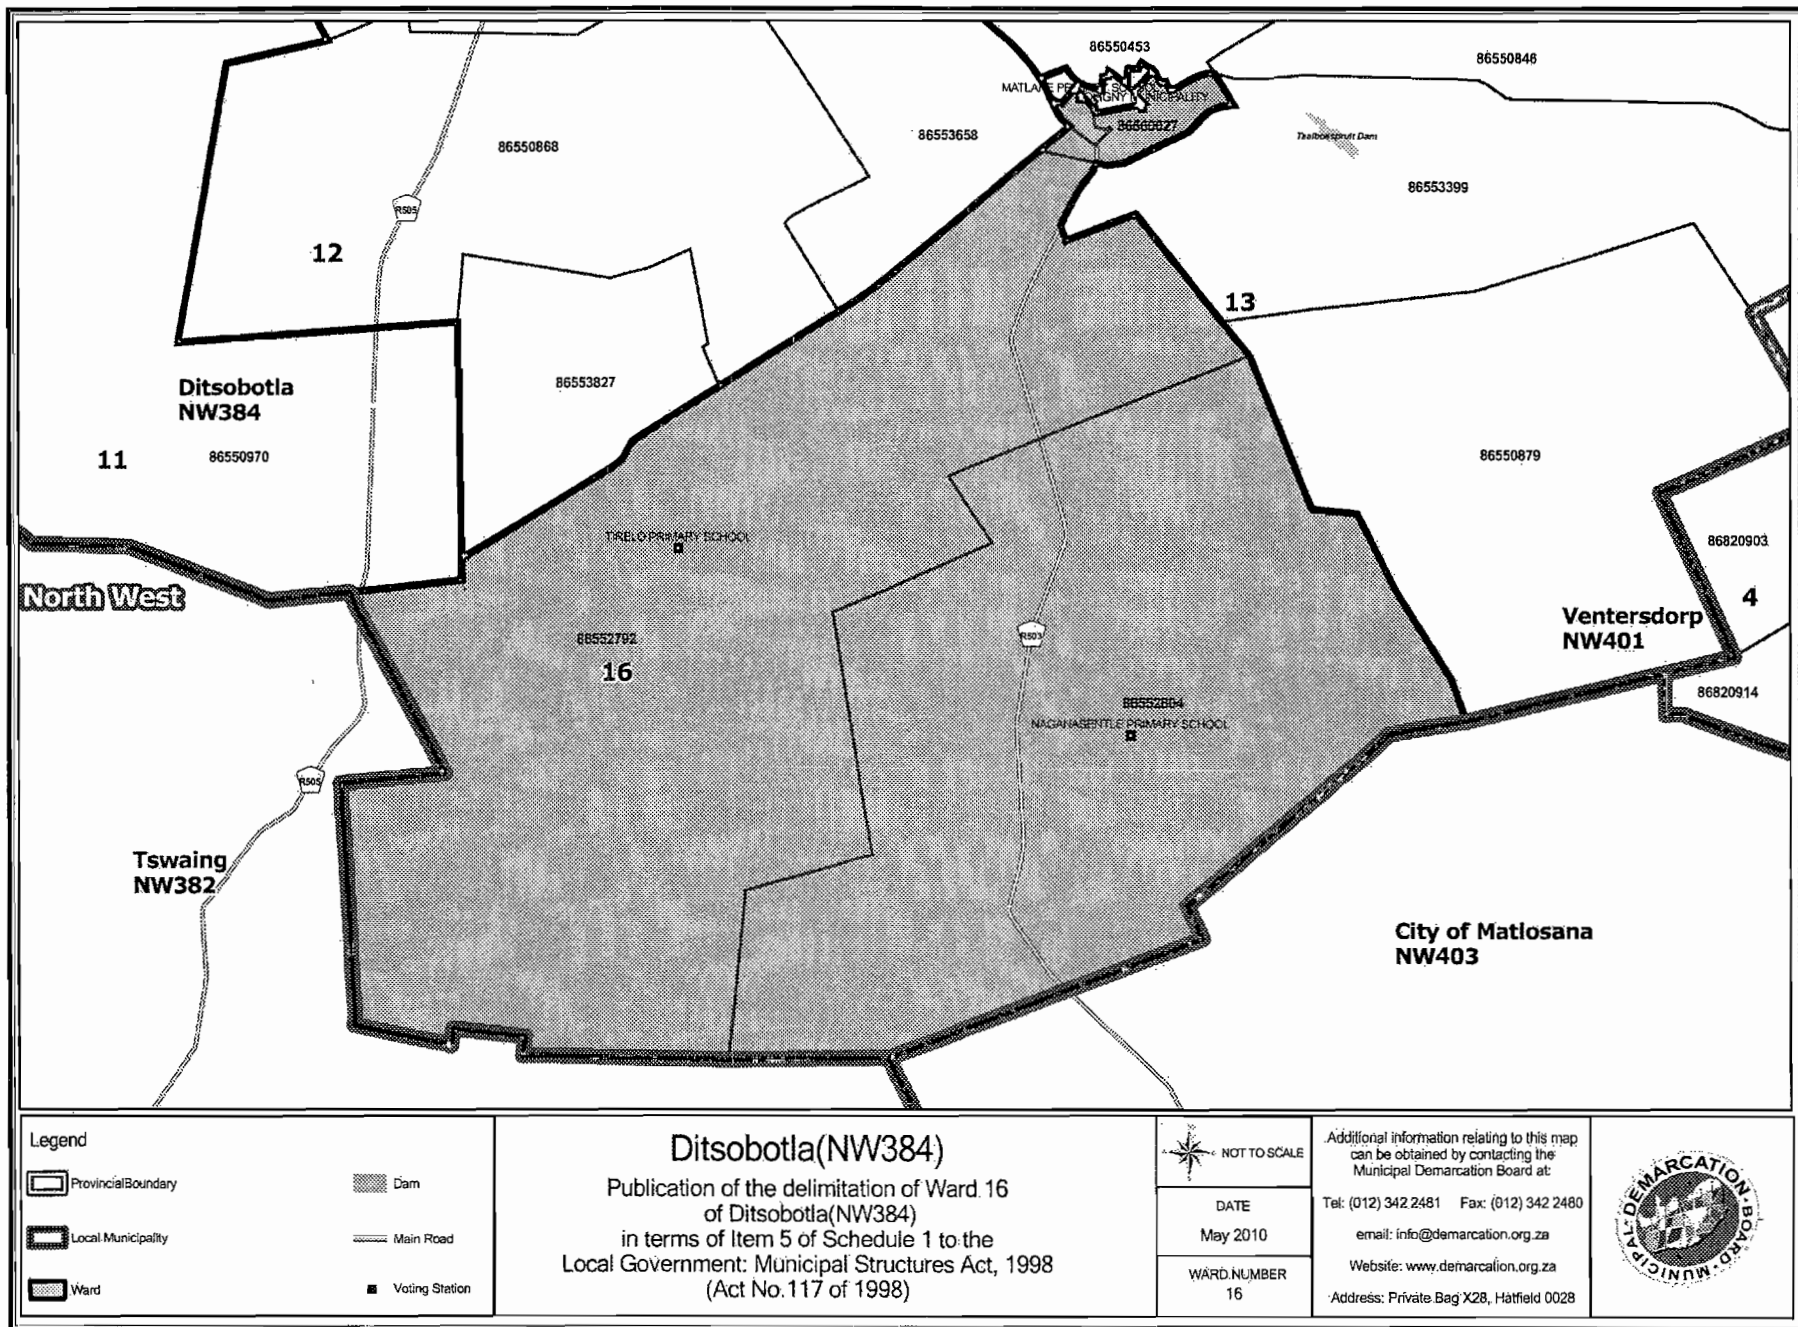 86550453
86550846
86560627
Taaiboespruit Dam
86550868
86553658
86553399
R505
12
13
86553827
Ditsobotla
NW384
11
86550970
86550879
TIRELO PRIMARY SCHOOL
86820903
North West
4
Ventersdorp
NW401
R503
86552792
16
86820914
86552804
NAGANASENTLE PRIMARY SCHOOL
R505
Tswaing
NW382
City of Matlosana
NW403
Legend
Provincial Boundary
Dam
Local Municipality
Main Road
Ward
Voting Station
Ditsobotla(NW384)
Publication of the delimitation of Ward 16
of Ditsobotla(NW384)
in terms of Item 5 of Schedule 1 to the
Local Government: Municipal Structures Act, 1998
(Act No.117 of 1998)
NOT TO SCALE
DATE
May 2010
WARD NUMBER
16
Additional information relating to this map
can be obtained by contacting the
Municipal Demarcation Board at:
Tel: (012) 342 2481 Fax: (012) 342 2480
email: info@demarcation.org.za
Website: www.demarcation.org.za
Address: Private Bag X28, Hatfield 0028
MUNICIPAL DEMARCATION BOARD